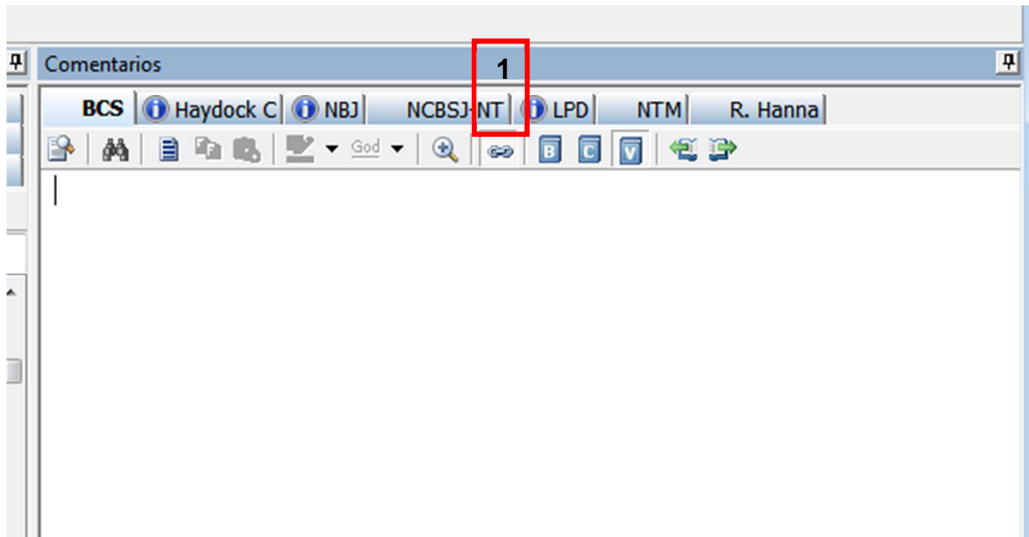 Comentarios
1
BCS Haydock C NBJ NCBSJ-NT LPD NTM R. Hanna
God B C V